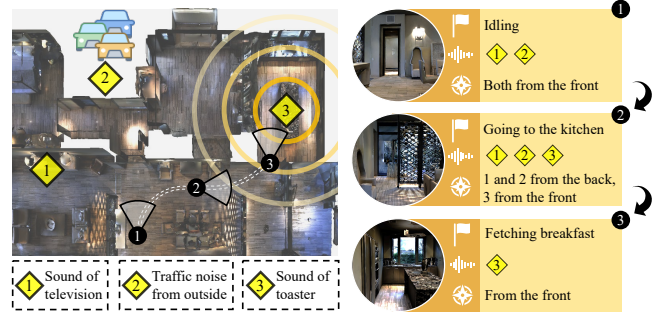 2
3
1
3
2
1
1 Sound of
television
2 Traffic noise
from outside
3 Sound of
toaster
1
Idling
1 2
Both from the front
2
Going to the kitchen
1 2 3
1 and 2 from the back,
3 from the front
3
Fetching breakfast
3
From the front